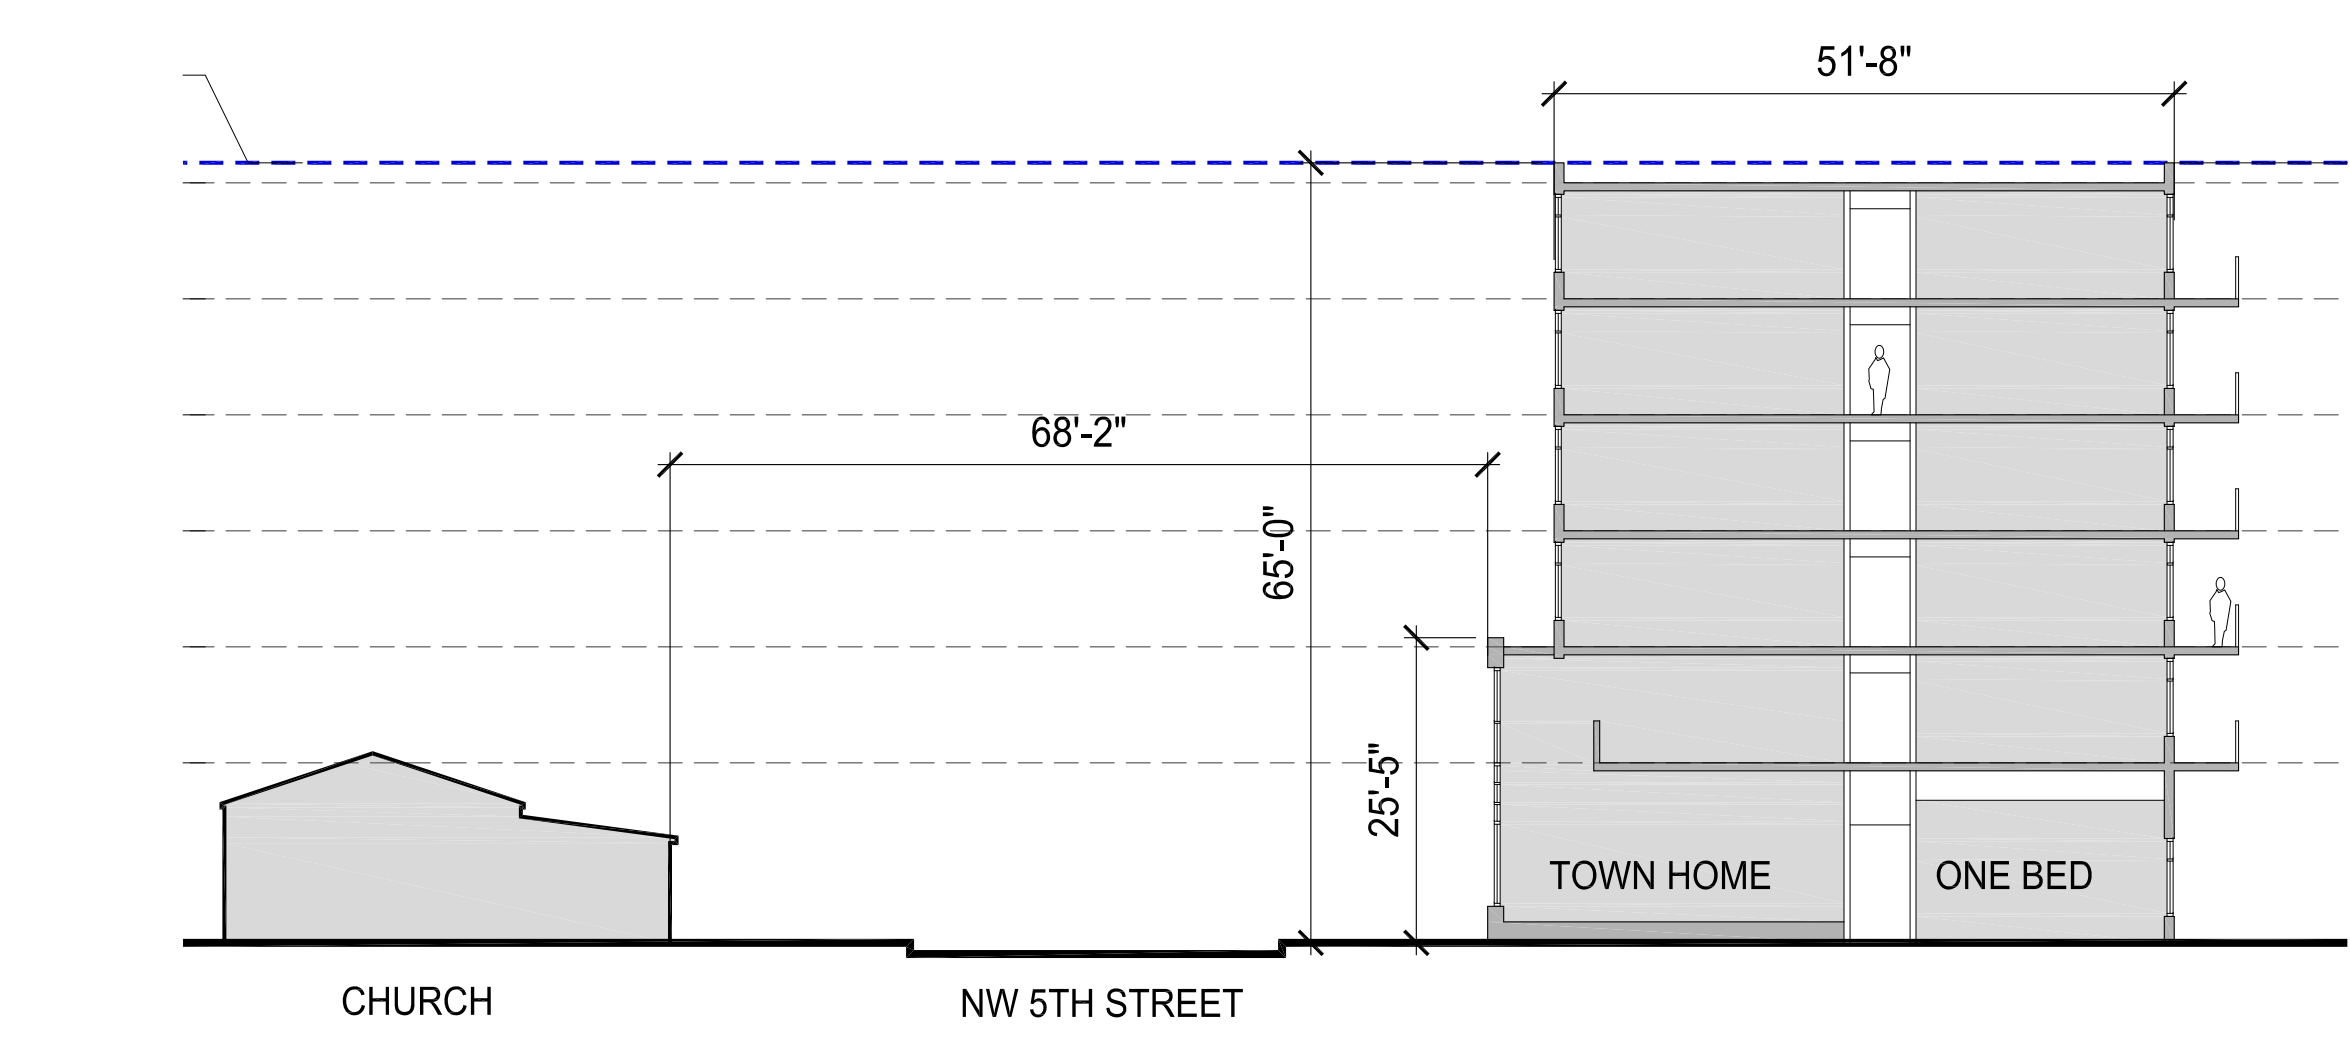 51'-8"
68'-2"
65'-0"
25'-5"
TOWN HOME
ONE BED
CHURCH
NW 5TH STREET